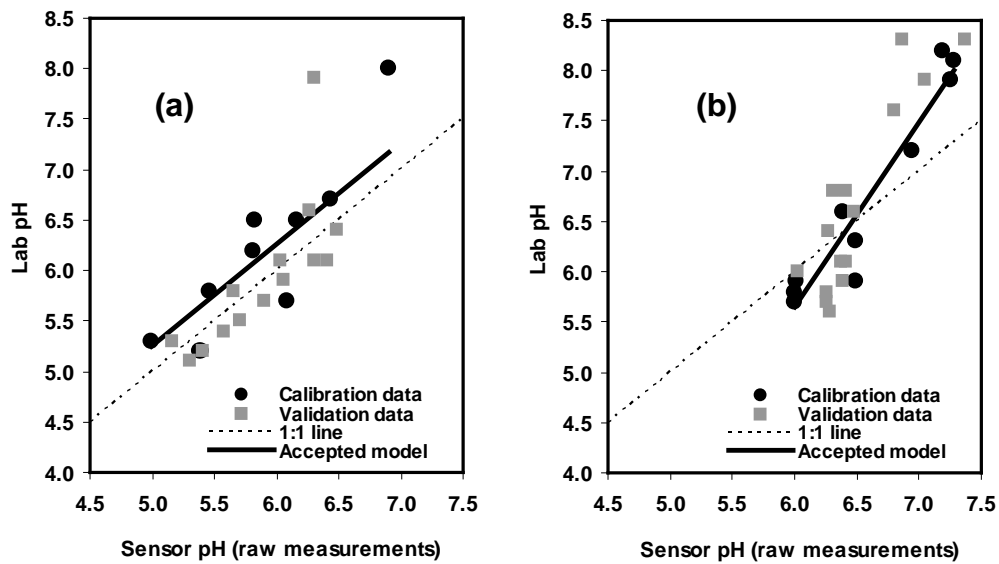 8.5
8.0
7.5
7.0
6.5
6.0
5.5
5.0
4.5
4.0
Lab pH
(a)
Calibration data
Validation data
1:1 line
Accepted model
4.5 5.0 5.5 6.0 6.5 7.0 7.5
Sensor pH (raw measurements)
8.5
8.0
7.5
7.0
6.5
6.0
5.5
5.0
4.5
4.0
Lab pH
(b)
Calibration data
Validation data
1:1 line
Accepted model
4.5 5.0 5.5 6.0 6.5 7.0 7.5
Sensor pH (raw measurements)